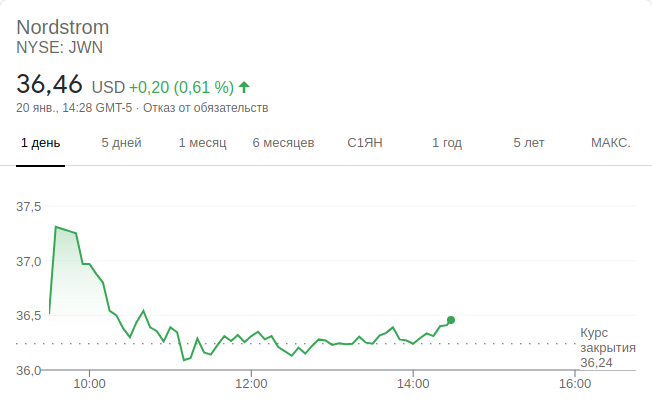 Nordstrom
NYSE: JWN
36,46 USD +0,20 (0,61 %)
20 янв., 14:28 GMT-5 · Отказ от обязательств
1 день 5 дней 1 месяц 6 месяцев С1ЯН 1 год 5 лет МАКС.
37,5
37,0
36,5
36,0
Курс
закрытия
36,24
10:00 12:00 14:00 16:00